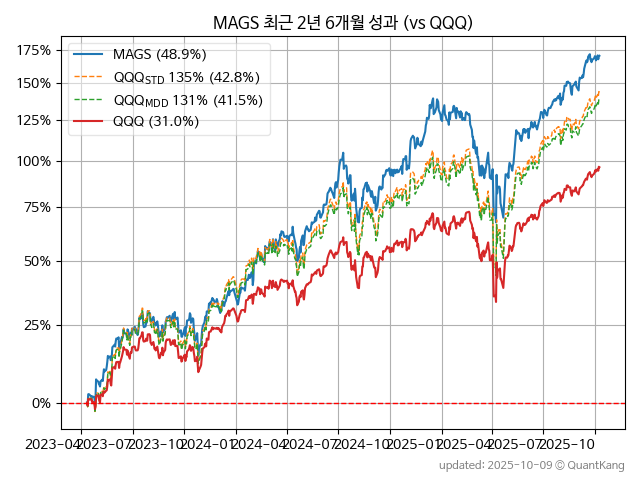 MAGS 최근 2년 6개월 성과 (vs QQQ)
MAGS (48.9%)
QQQSTD 135% (42.8%)
QQQMDD 131% (41.5%)
QQQ (31.0%)
175%
150%
125%
100%
75%
50%
25%
0%
2023-04 2023-07 2023-10 2024-01 2024-04 2024-07 2024-10 2025-01 2025-04 2025-07 2025-10
updated: 2025-10-09 © QuantKang